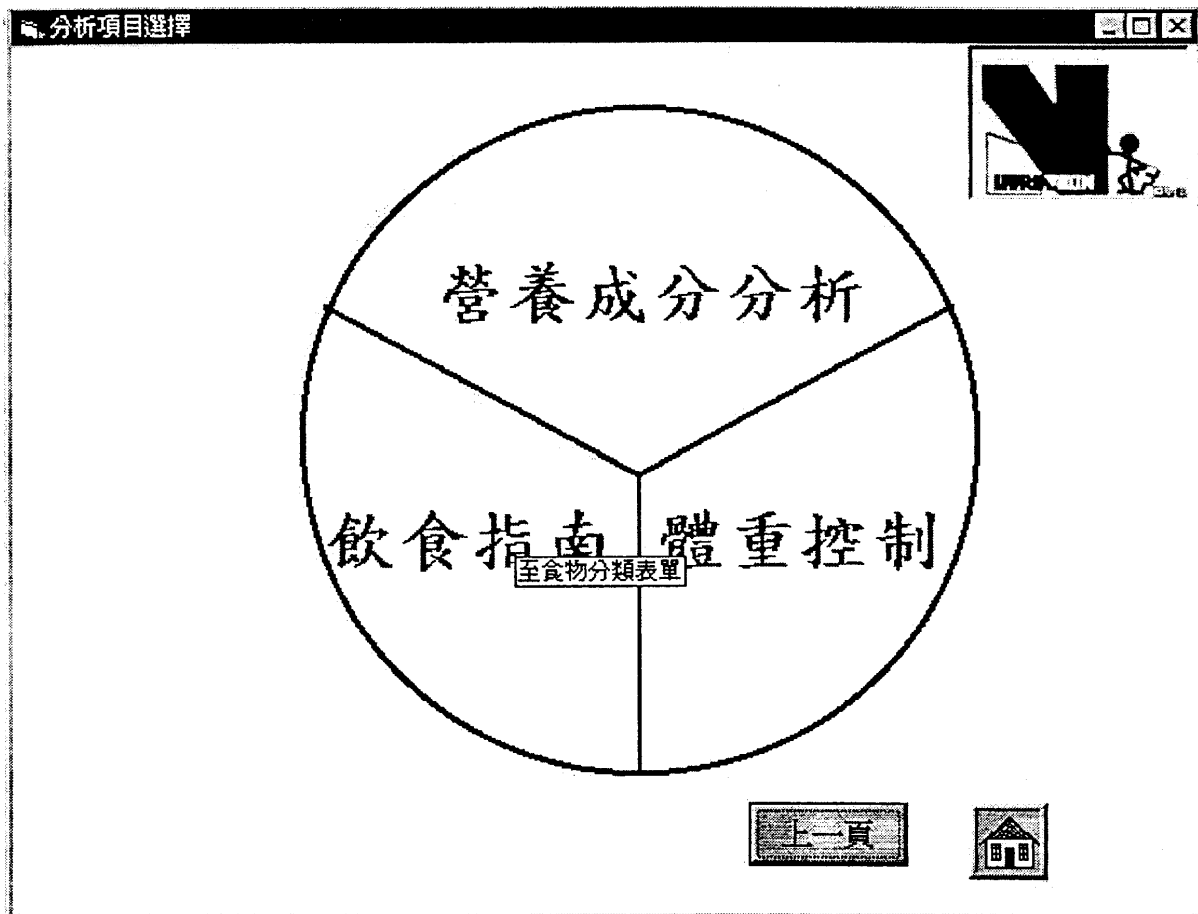 分析項目選擇
營養成分分析
飲食指南
體重控制
至食物分類表單
上一頁